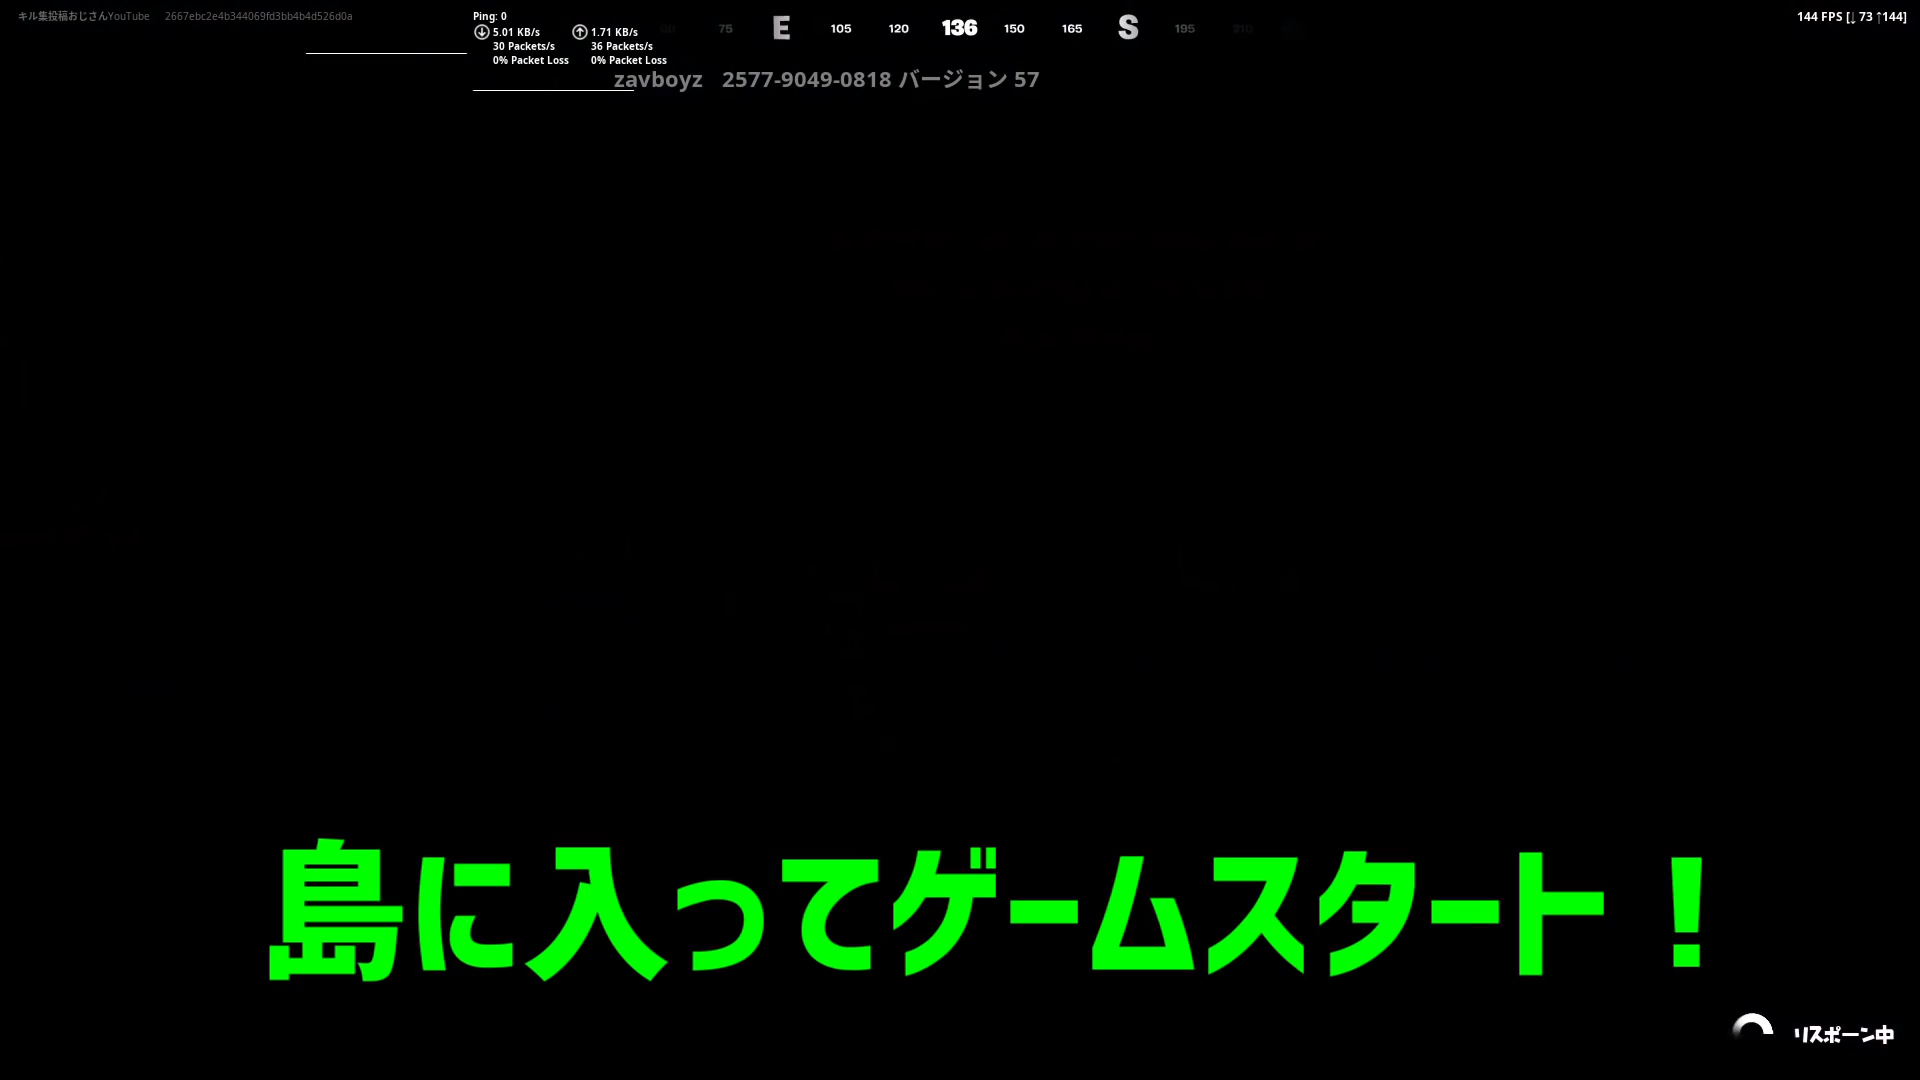 キル集投稿おじさんYouTube 2667ebc2e4b344069fd3bb4b4d526d0a
Ping: 0
5.01 KB/s 1.71 KB/s
30 Packets/s 36 Packets/s
0% Packet Loss 0% Packet Loss
75 E 105 120 136 150 165 S 195 210
144 FPS [↓73 ↑144]
zavboyz 2577-9049-0818 バージョン 57
島に入ってゲームスタート！
リスポーン中